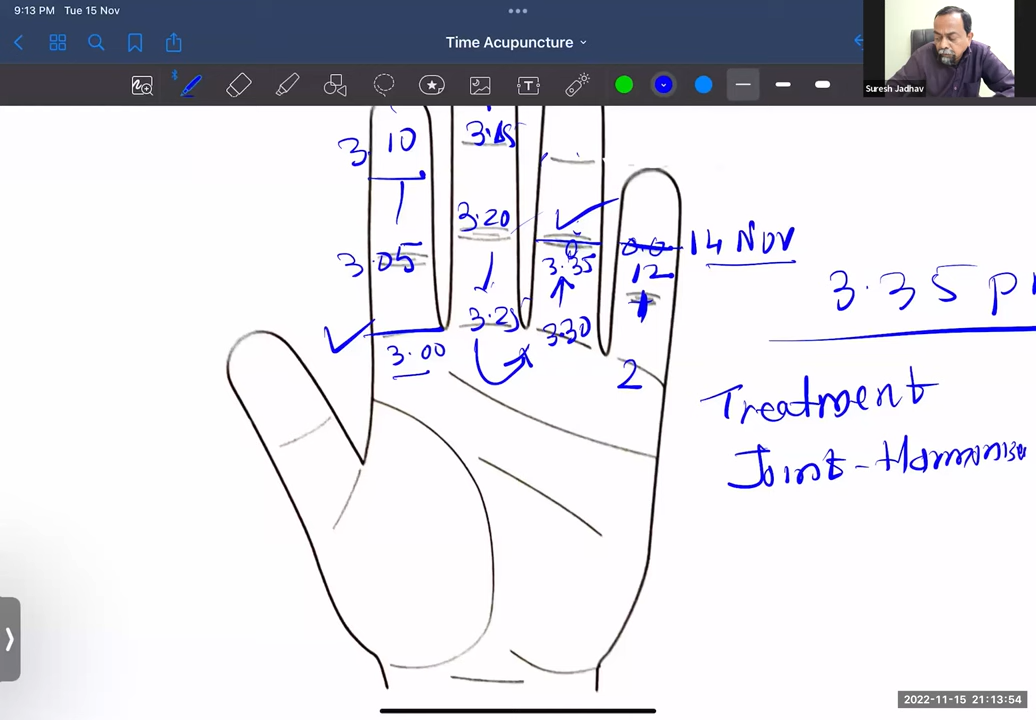 9:13 PM Tue 15 Nov
Time Acupuncture
T
Suresh Jadhav
3.10
3.05
3.00
3.20
3.25
3.35
3.30
12
2
14 Nov
3.35
Treatment
Joint-Harmonise
2022-11-15 21:13:54